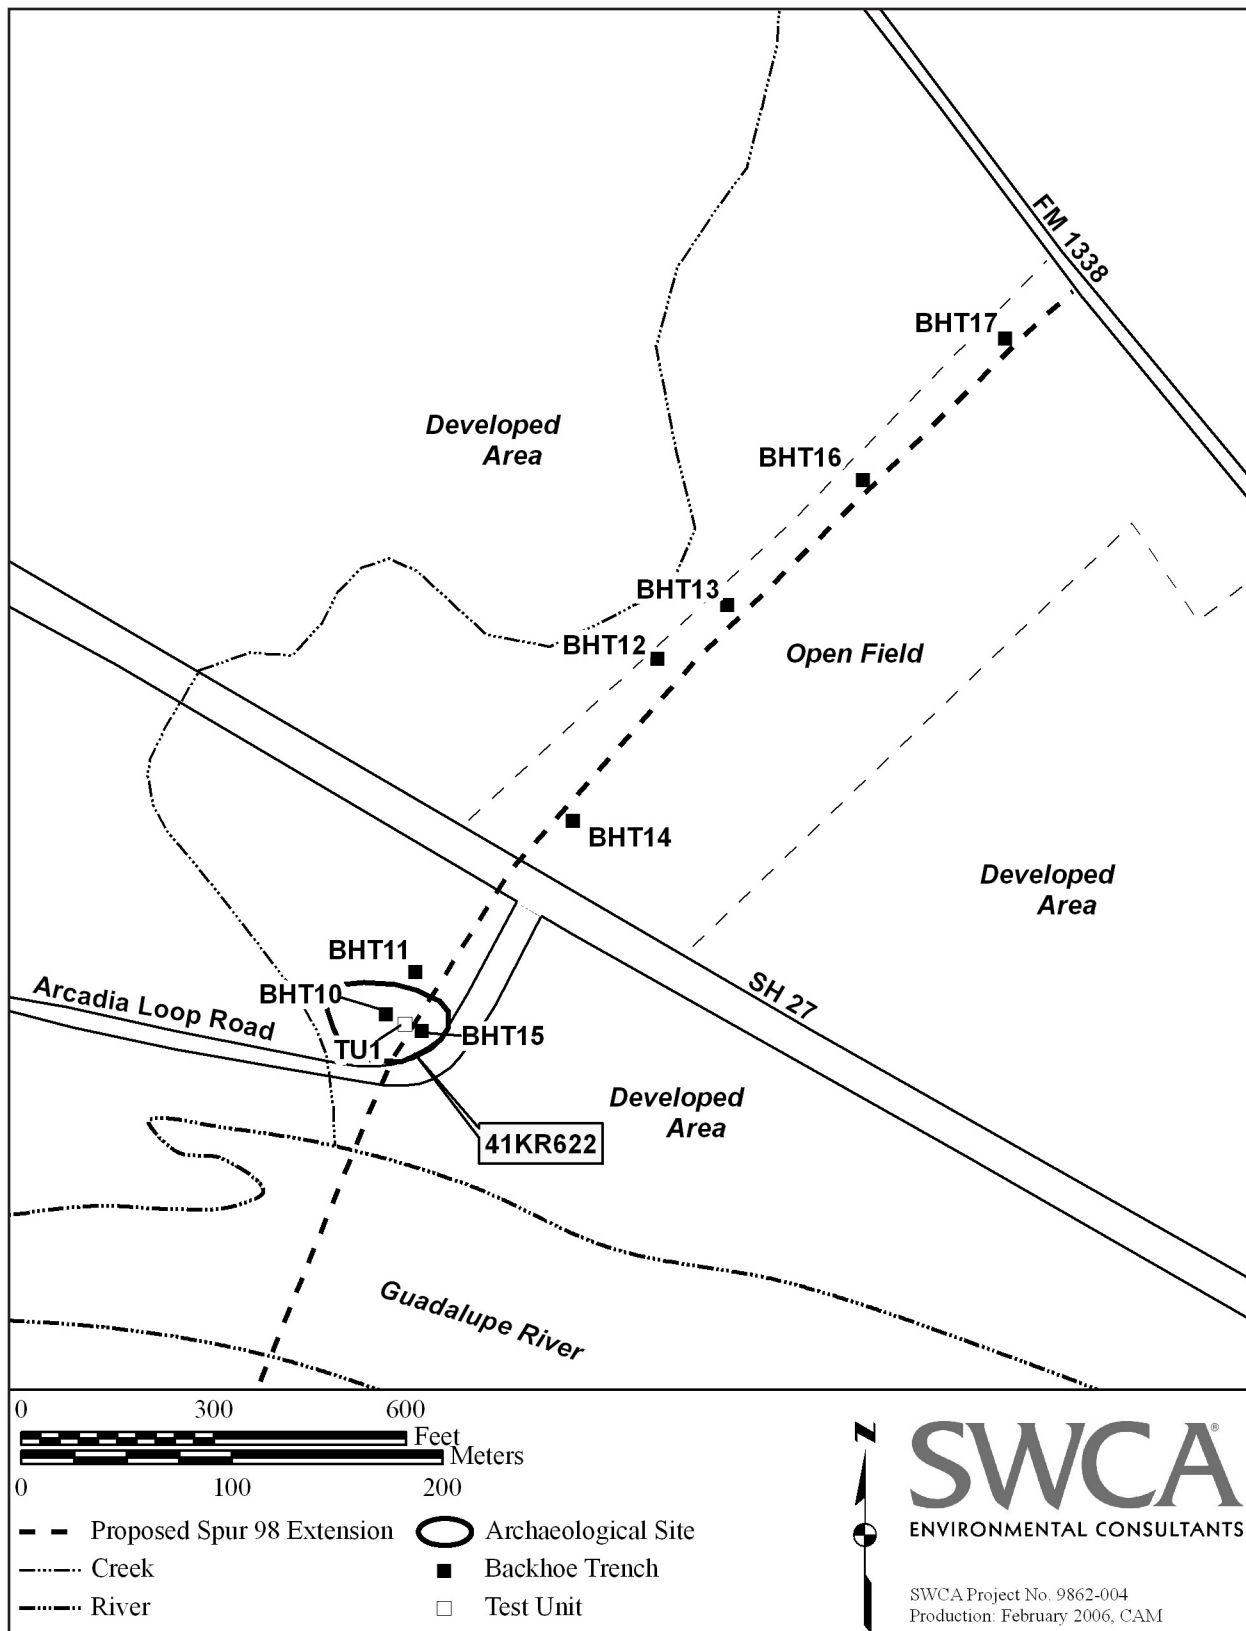 FM 1338
BHT17
Developed
Area
BHT16
BHT13
BHT12
Open Field
BHT14
Developed
Area
BHT11
SH 27
Arcadia Loop Road
BHT10
TU1
BHT15
Developed
Area
41KR622
Guadalupe River
0 300 600
Feet
Meters
0 100 200
Proposed Spur 98 Extension
Archaeological Site
Creek
Backhoe Trench
River
Test Unit
N
SWCA®
ENVIRONMENTAL CONSULTANTS
SWCA Project No. 9862-004
Production: February 2006, CAM